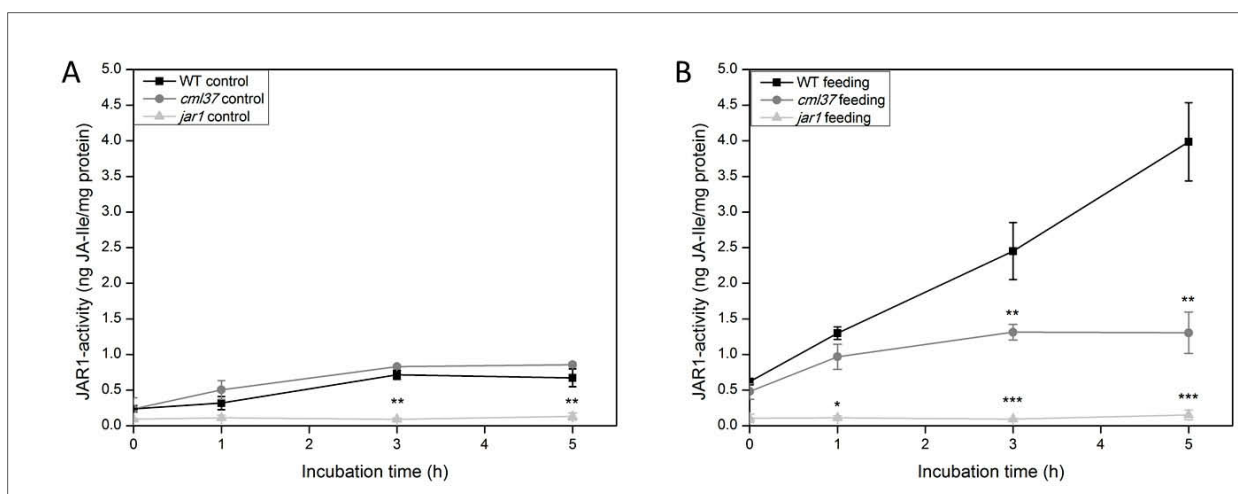 A
WT control
cml37 control
jar1 control
JAR1-activity (ng JA-Ile/mg protein)
5.0
4.5
4.0
3.5
3.0
2.5
2.0
1.5
1.0
0.5
0.0
** **
0 1 2 3 4 5
Incubation time (h)
B
WT feeding
cml37 feeding
jar1 feeding
JAR1-activity (ng JA-Ile/mg protein)
5.0
4.5
4.0
3.5
3.0
2.5
2.0
1.5
1.0
0.5
0.0
** **
* *** ***
0 1 2 3 4 5
Incubation time (h)